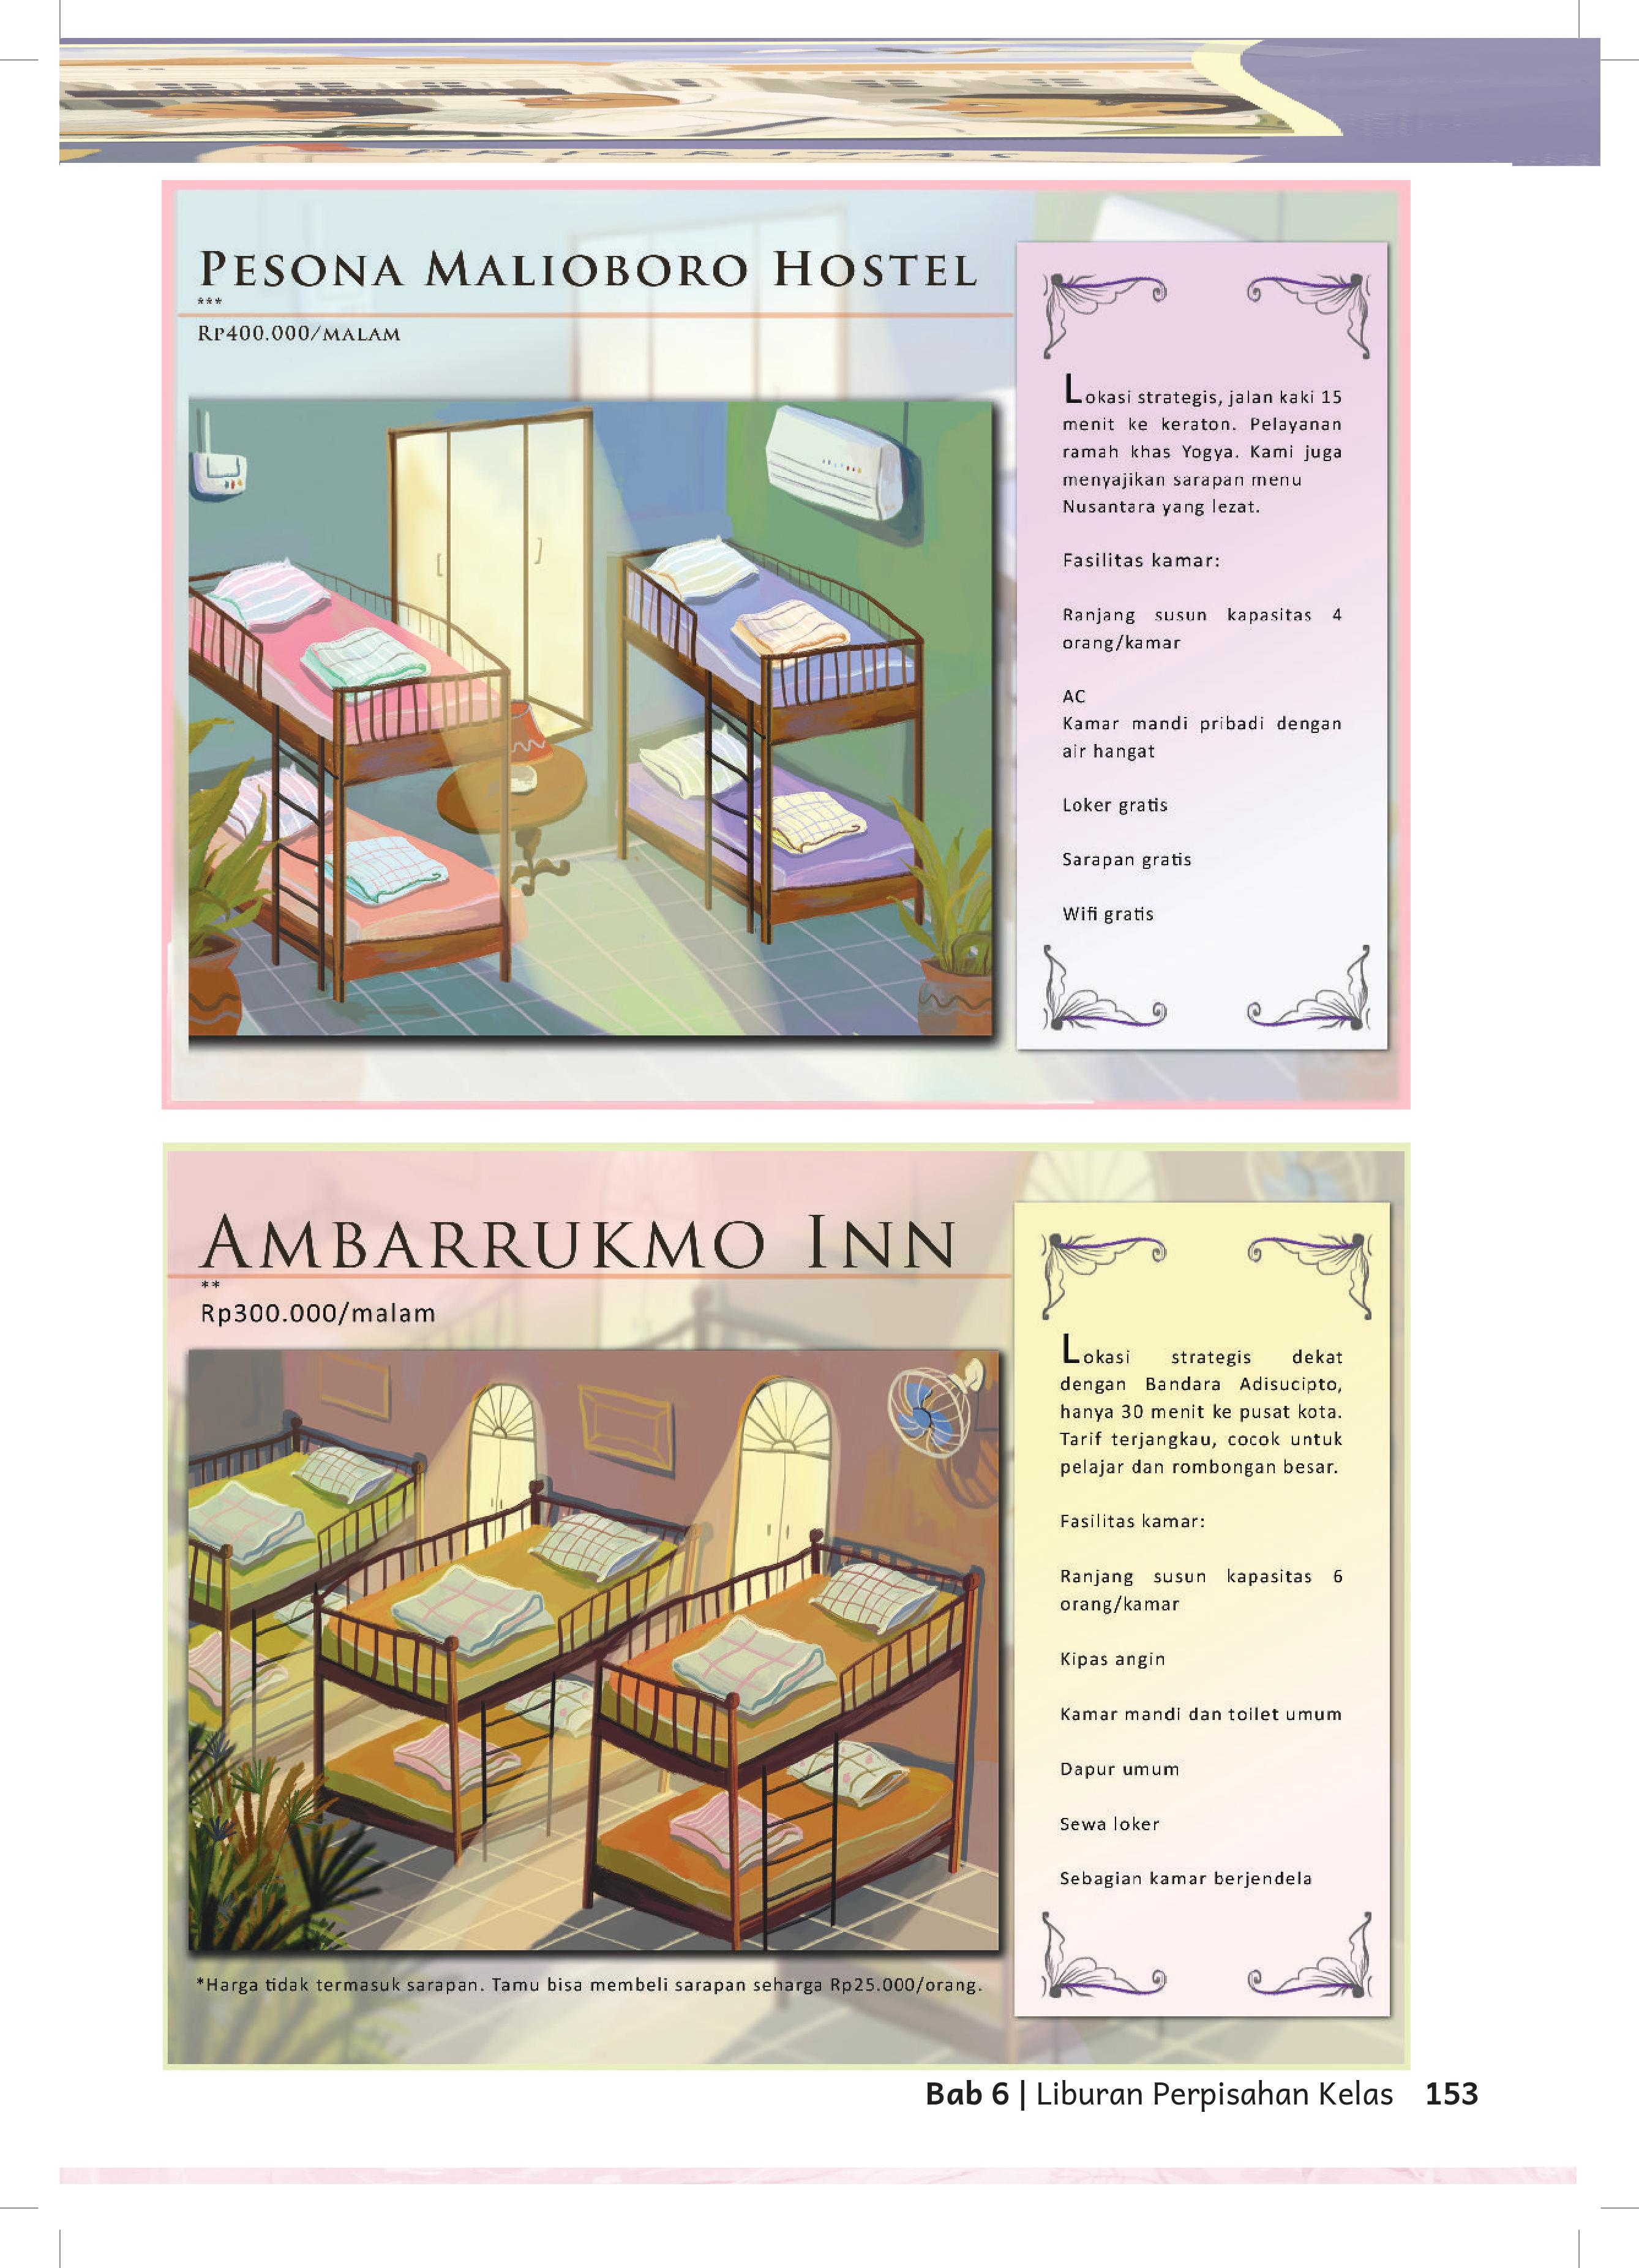 PESONA MALIOBORO HOSTEL
***
RP400.000/MALAM
Lokasi strategis, jalan kaki 15
menit ke keraton. Pelayanan
ramah khas Yogya. Kami juga
menyajikan sarapan menu
Nusantara yang lezat.
Fasilitas kamar:
Ranjang susun kapasitas 4
orang/kamar
AC
Kamar mandi pribadi dengan
air hangat
Loker gratis
Sarapan gratis
Wifi gratis
AMBARRUKMO INN
**
Rp300.000/malam
Lokasi strategis dekat
dengan Bandara Adisucipto,
hanya 30 menit ke pusat kota.
Tarif terjangkau, cocok untuk
pelajar dan rombongan besar.
Fasilitas kamar:
Ranjang susun kapasitas 6
orang/kamar
Kipas angin
Kamar mandi dan toilet umum
Dapur umum
Sewa loker
Sebagian kamar berjendela
*Harga tidak termasuk sarapan. Tamu bisa membeli sarapan seharga Rp25.000/orang.
Bab 6 | Liburan Perpisahan Kelas 153